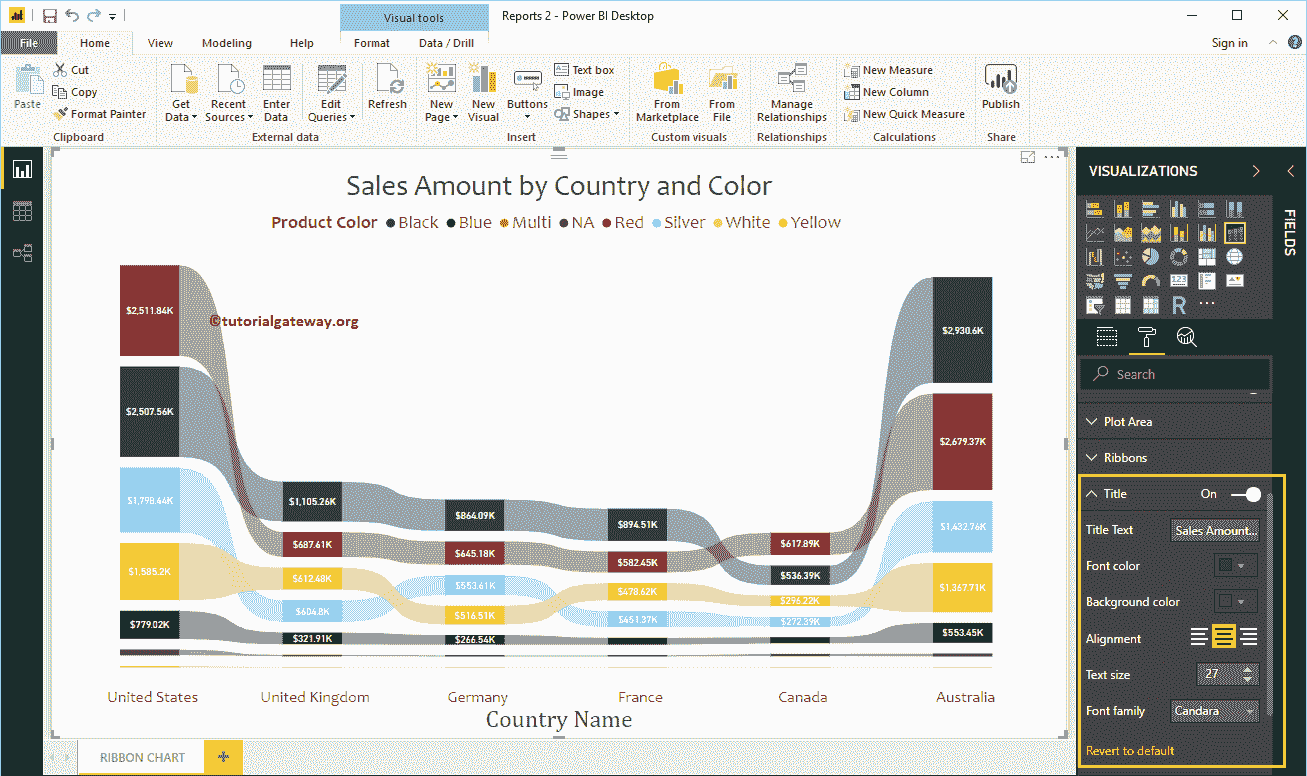 Visual tools
Reports 2 - Power BI Desktop
File Home View Modeling Help Format Data / Drill Sign in
Paste
Cut
Copy
Format Painter
Clipboard
Get Data
Recent Sources
Enter Data
Edit Queries
External data
Refresh
New Page
New Visual
Buttons
Text box
Image
Shapes
Insert
From Marketplace
From File
Custom visuals
Manage Relationships
Relationships
New Measure
New Column
New Quick Measure
Calculations
Publish
Share
Sales Amount by Country and Color
Product Color Black Blue Multi NA Red Silver White Yellow
©tutorialgateway.org
$2,511.84K
$2,507.56K
$1,798.44K
$1,585.2K
$779.02K
$1,105.26K
$687.61K
$612.48K
$604.8K
$321.91K
$864.09K
$645.18K
$553.61K
$516.51K
$266.54K
$894.51K
$582.45K
$478.62K
$451.37K
$617.89K
$536.39K
$296.22K
$272.39K
$2,930.6K
$2,679.37K
$1,432.76K
$1,367.71K
$553.45K
United States United Kingdom Germany France Canada Australia
Country Name
RIBBON CHART
VISUALIZATIONS
123
R
Search
Plot Area
Ribbons
Title On
Title Text Sales Amount...
Font color
Background color
Alignment
Text size 27
Font family Candara
Revert to default
FIELDS